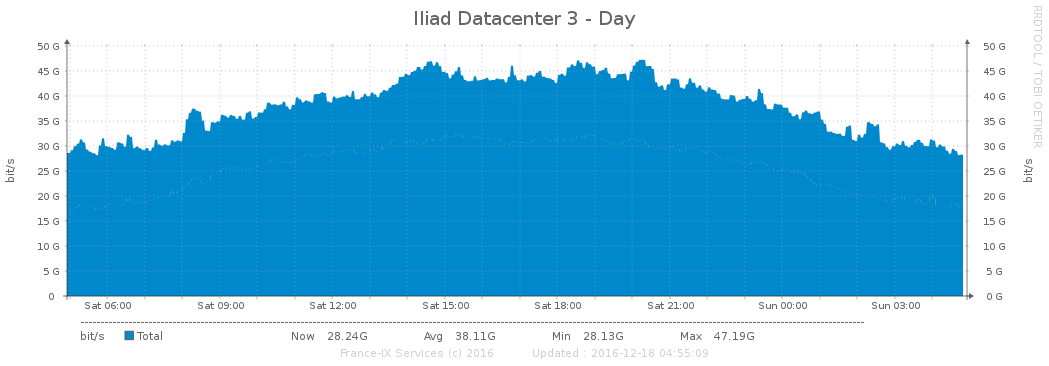 Iliad Datacenter 3 - Day
RRDTOOL / TOBI OETIKER
50 G 50 G
45 G 45 G
40 G 40 G
35 G 35 G
30 G 30 G
25 G 25 G
20 G 20 G
15 G 15 G
10 G 10 G
5 G 5 G
0 0 G
bit/s
bit/s
Sat 06:00 Sat 09:00 Sat 12:00 Sat 15:00 Sat 18:00 Sat 21:00 Sun 00:00 Sun 03:00
bit/s Total Now 28.24G Avg 38.11G Min 28.13G Max 47.19G
France-IX Services (c) 2016 Updated : 2016-12-18 04:55:09